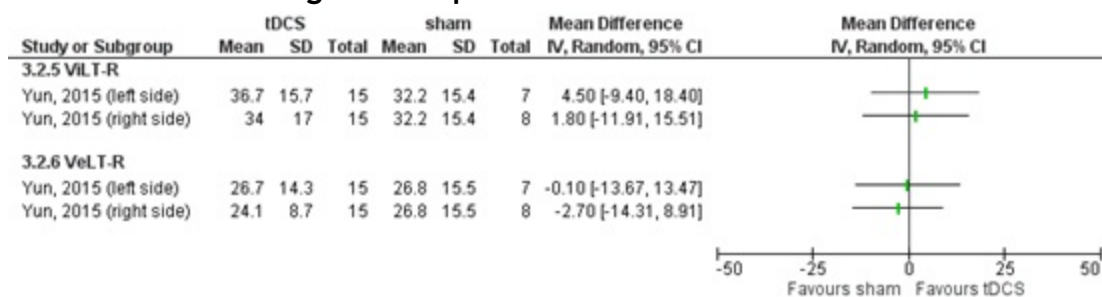 tDCS sham Mean Difference Mean Difference
Study or Subgroup Mean SD Total Mean SD Total IV, Random, 95% CI IV, Random, 95% CI
3.2.5 ViLT-R
Yun, 2015 (left side) 36.7 15.7 15 32.2 15.4 7 4.50 [-9.40, 18.40]
Yun, 2015 (right side) 34 17 15 32.2 15.4 8 1.80 [-11.91, 15.51]
3.2.6 VeLT-R
Yun, 2015 (left side) 26.7 14.3 15 26.8 15.5 7 -0.10 [-13.67, 13.47]
Yun, 2015 (right side) 24.1 8.7 15 26.8 15.5 8 -2.70 [-14.31, 8.91]
-50 -25 0 25 50
Favours sham Favours tDCS